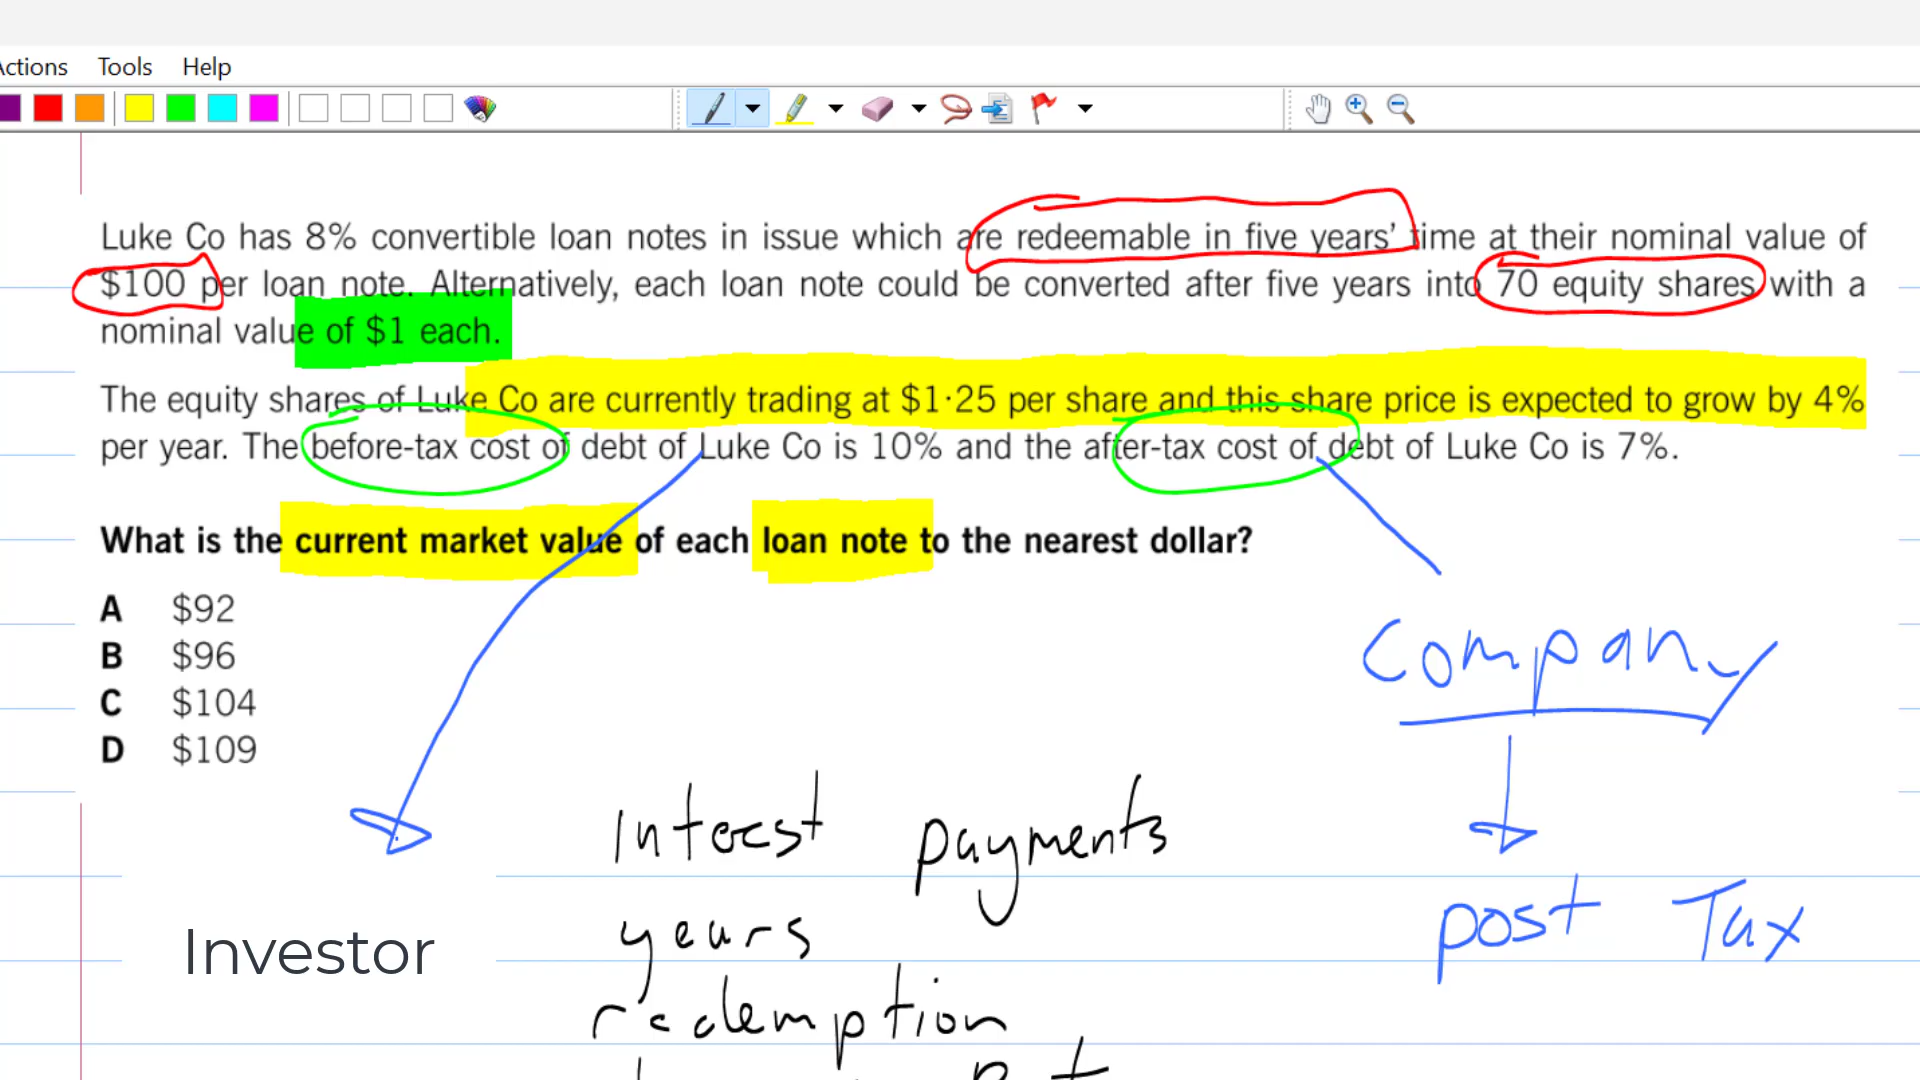 Actions Tools Help
Luke Co has 8% convertible loan notes in issue which are redeemable in five years’ time at their nominal value of
$100 per loan note. Alternatively, each loan note could be converted after five years into 70 equity shares with a
nominal value of $1 each.
The equity shares of Luke Co are currently trading at $1·25 per share and this share price is expected to grow by 4%
per year. The before-tax cost of debt of Luke Co is 10% and the after-tax cost of debt of Luke Co is 7%.
What is the current market value of each loan note to the nearest dollar?
A $92
B $96
C $104
D $109
Company
Interest payments
years
post Tax
Investor
redemption